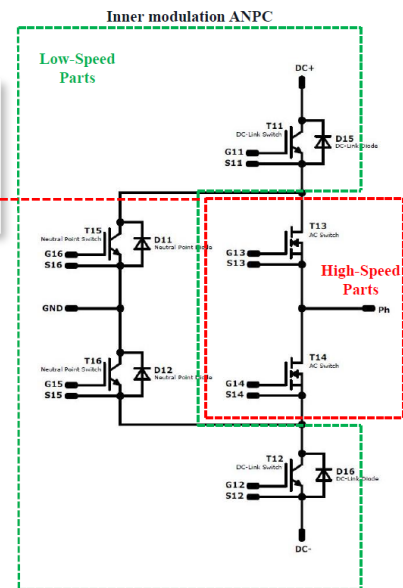 Inner modulation ANPC
Low-Speed
Parts
DC+
T11
DC-Link Switch
D15
DC-Link Diode
G11
S11
T15
Neutral Point Switch
D11
Neutral Point Diode
G16
S16
T13
AC Switch
G13
S13
High-Speed
Parts
GND
Ph
T16
Neutral Point Switch
D12
Neutral Point Diode
G15
S15
T14
AC Switch
G14
S14
T12
DC-Link Switch
D16
DC-Link Diode
G12
S12
DC-